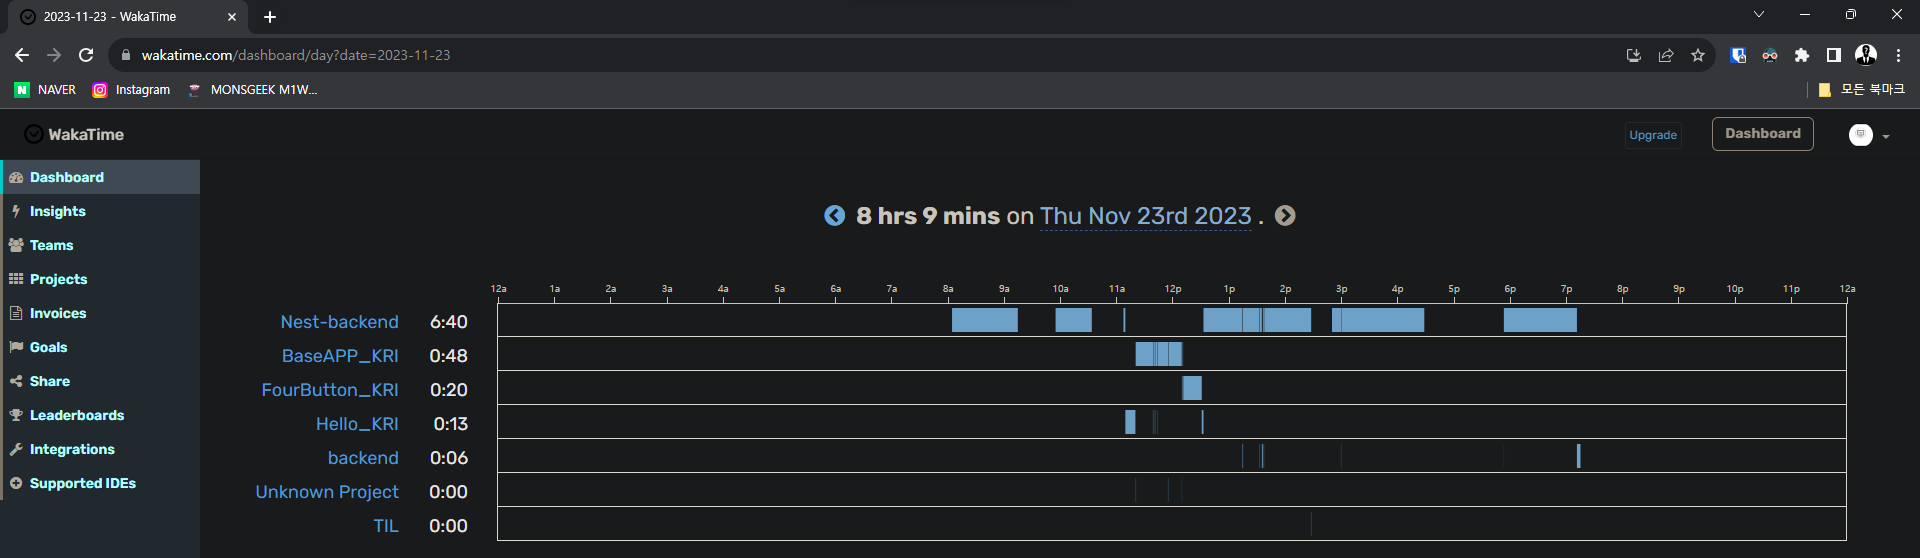 2023-11-23 - WakaTime
wakatime.com/dashboard/day?date=2023-11-23
NAVER Instagram MONSGEEK M1W... 모든 북마크
WakaTime Upgrade Dashboard
Dashboard
Insights
Teams
Projects
Invoices
Goals
Share
Leaderboards
Integrations
Supported IDEs
8 hrs 9 mins on Thu Nov 23rd 2023 .
12a 1a 2a 3a 4a 5a 6a 7a 8a 9a 10a 11a 12p 1p 2p 3p 4p 5p 6p 7p 8p 9p 10p 11p 12a
Nest-backend 6:40
BaseAPP_KRI 0:48
FourButton_KRI 0:20
Hello_KRI 0:13
backend 0:06
Unknown Project 0:00
TIL 0:00